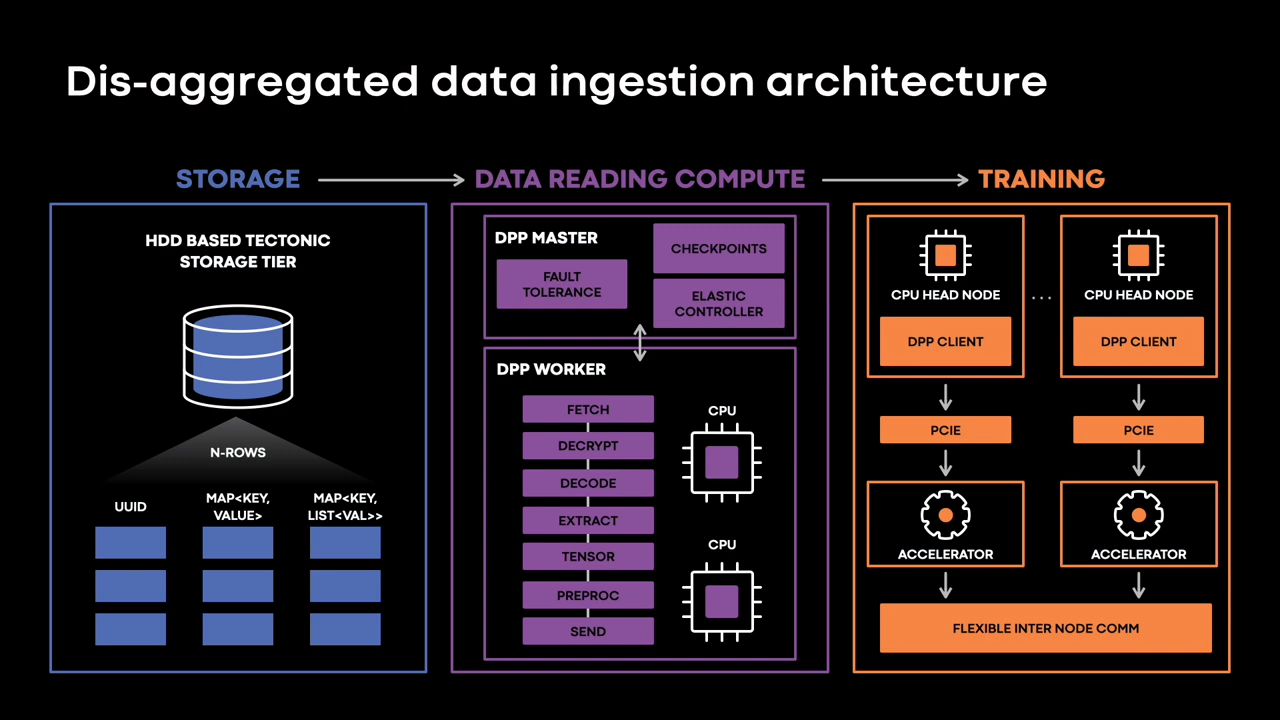 Dis-aggregated data ingestion architecture
STORAGE
DATA READING COMPUTE
TRAINING
HDD BASED TECTONIC
STORAGE TIER
N-ROWS
UUID
MAP<KEY,
VALUE>
MAP<KEY,
LIST<VAL>>
DPP MASTER
FAULT
TOLERANCE
CHECKPOINTS
ELASTIC
CONTROLLER
DPP WORKER
FETCH
DECRYPT
DECODE
EXTRACT
TENSOR
PREPROC
SEND
CPU
CPU
CPU HEAD NODE
DPP CLIENT
PCIE
ACCELERATOR
...
CPU HEAD NODE
DPP CLIENT
PCIE
ACCELERATOR
FLEXIBLE INTER NODE COMM